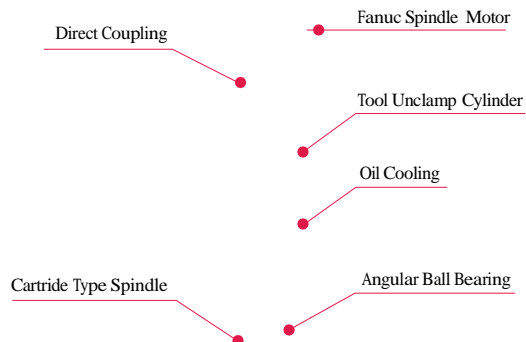 Fanuc Spindle Motor
Direct Coupling
Tool Unclamp Cylinder
Oil Cooling
Angular Ball Bearing
Cartride Type Spindle